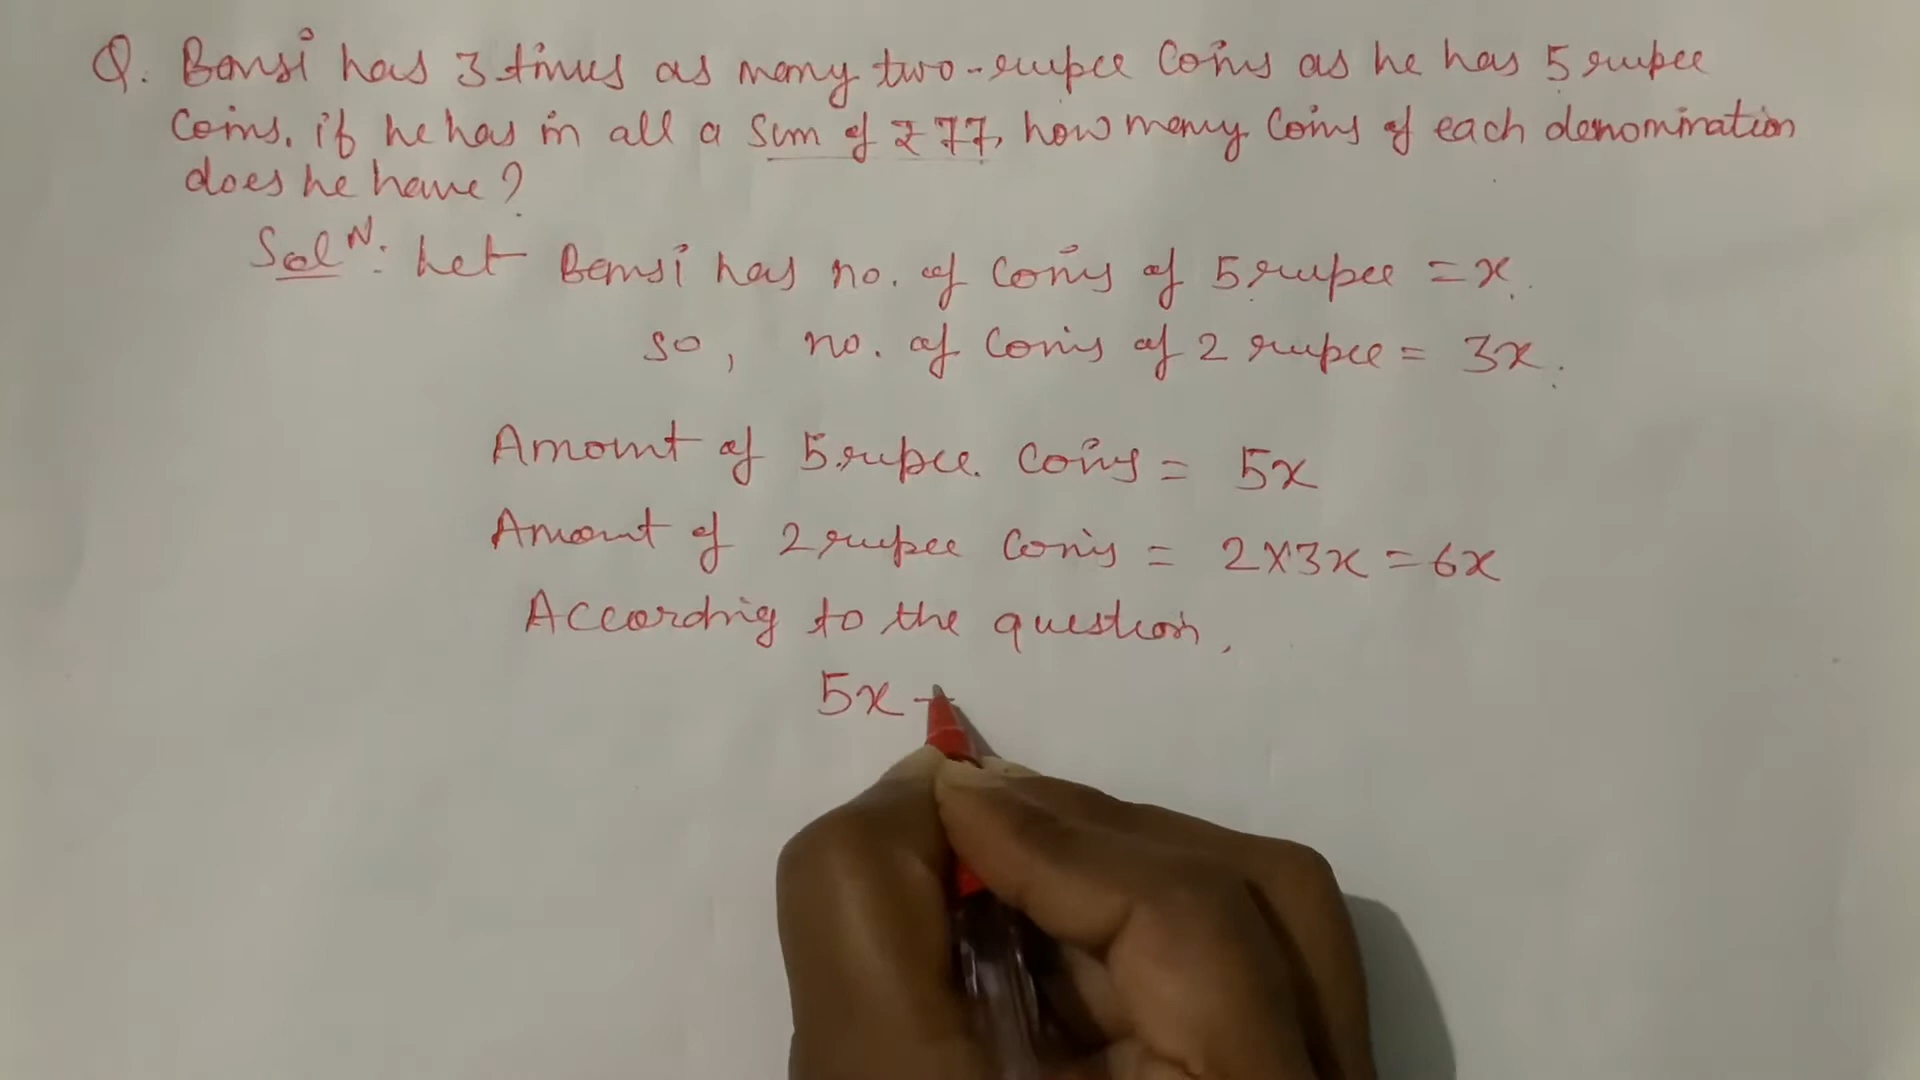 Q. Bansi has 3 times as many two-rupee coins as he has 5 rupee
coins. if he has in all a sum of ₹ 77, how many coins of each denomination
does he have?
Solᴺ: Let Bansi has no. of coins of 5 rupee = x.
so, no. of coins of 2 rupee = 3x.
Amount of 5 rupee coins = 5x
Amount of 2 rupee coins = 2×3x = 6x
According to the question,
5x +